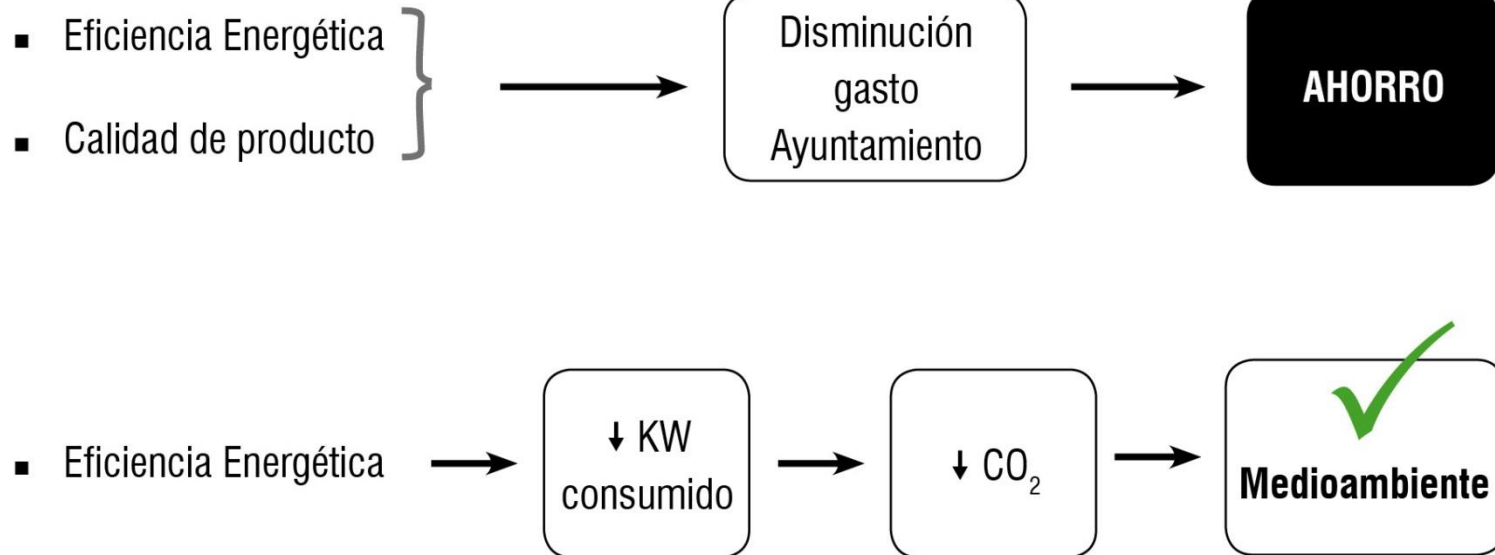 ▪ Eficiencia Energética
▪ Calidad de producto
Disminución
gasto
Ayuntamiento
AHORRO
▪ Eficiencia Energética
↓ KW
consumido
↓ CO₂
Medioambiente